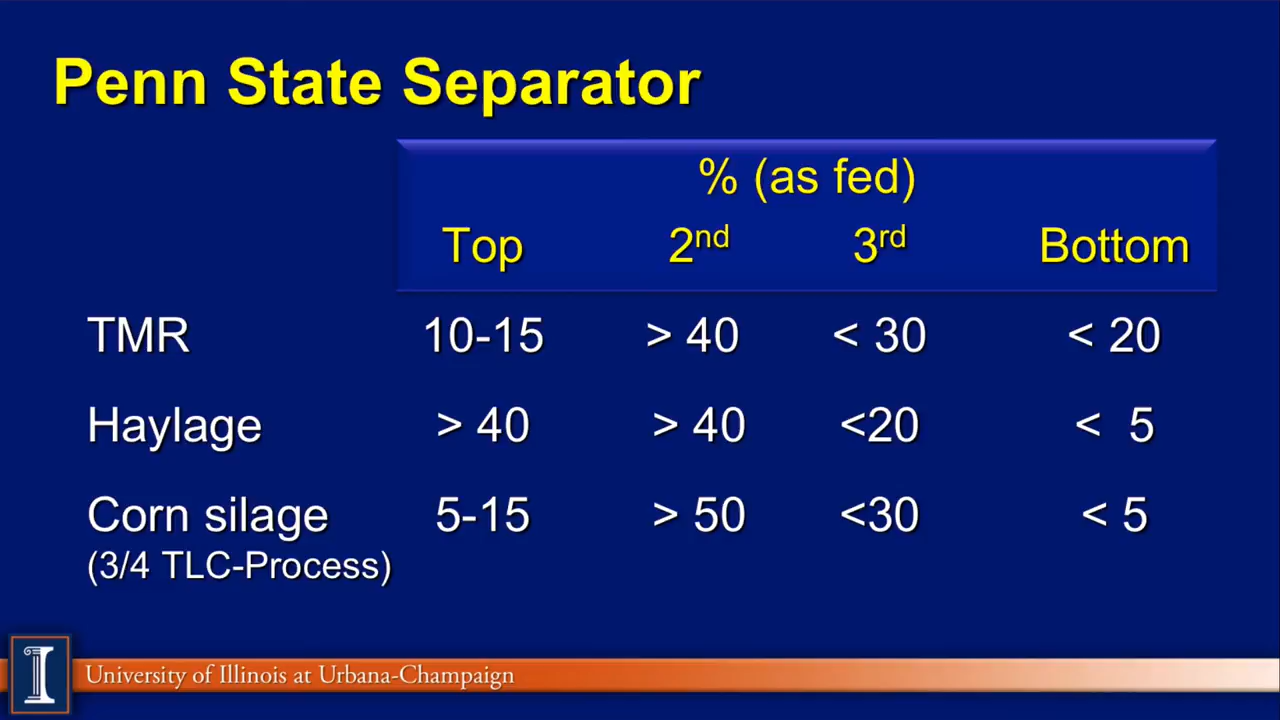 Penn State Separator
% (as fed)
Top 2nd 3rd Bottom
TMR 10-15 > 40 < 30 < 20
Haylage > 40 > 40 <20 <  5
Corn silage 5-15 > 50 <30 < 5
(3/4 TLC-Process)
I
University of Illinois at Urbana-Champaign